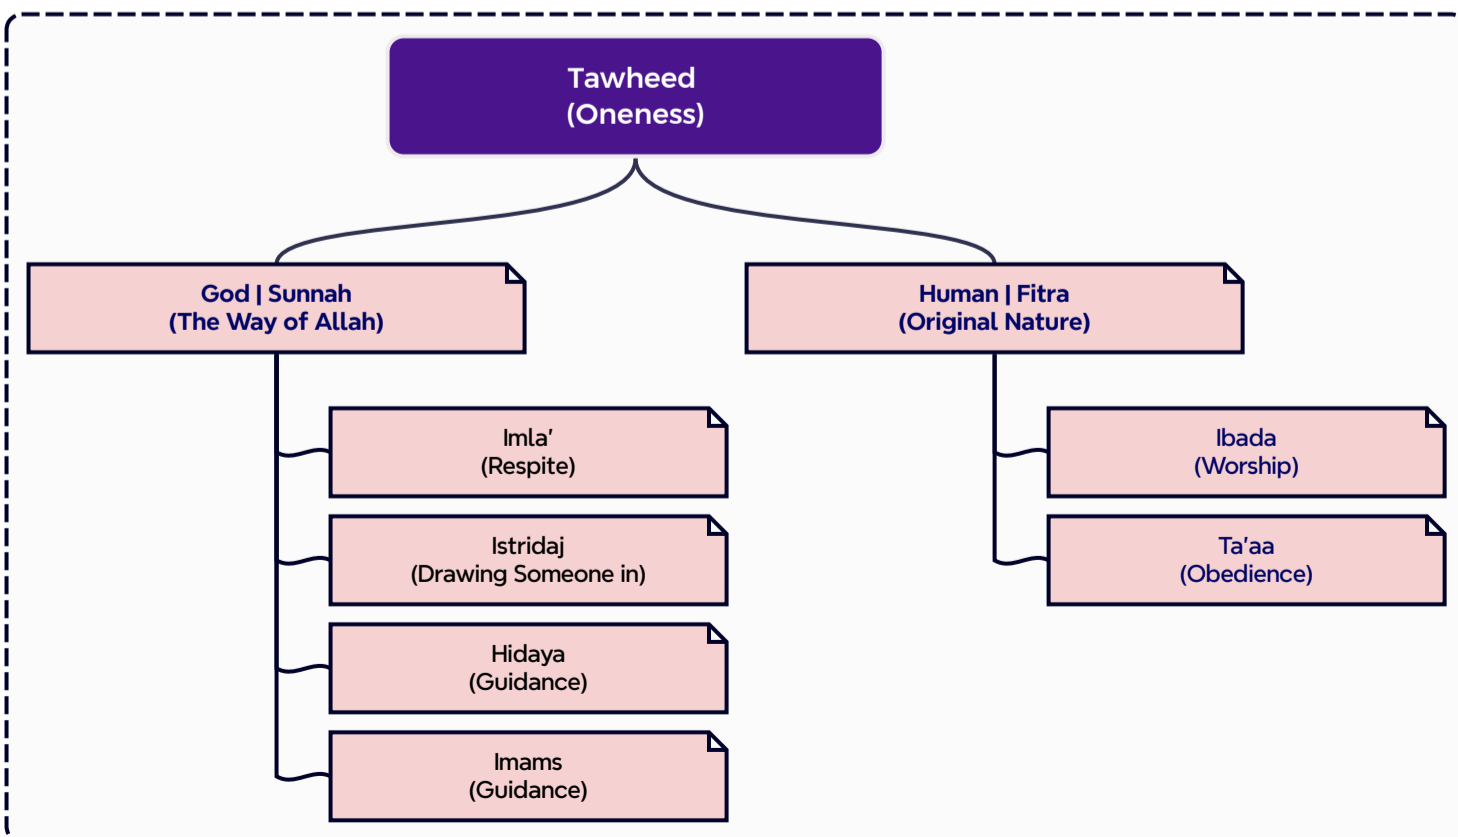 Tawheed
(Oneness)
God | Sunnah
(The Way of Allah)
Human | Fitra
(Original Nature)
Imla'
(Respite)
Istridaj
(Drawing Someone in)
Hidaya
(Guidance)
Imams
(Guidance)
Ibada
(Worship)
Ta'aa
(Obedience)